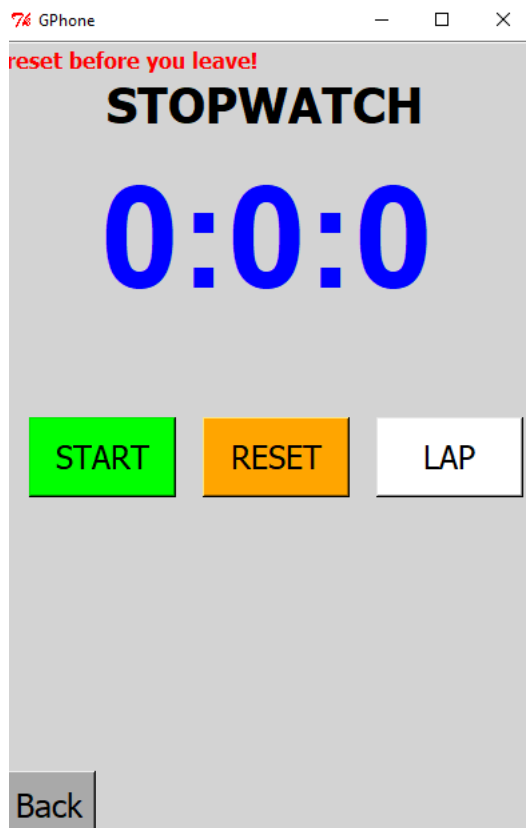 GPhone
reset before you leave!
STOPWATCH
0:0:0
START RESET LAP
Back